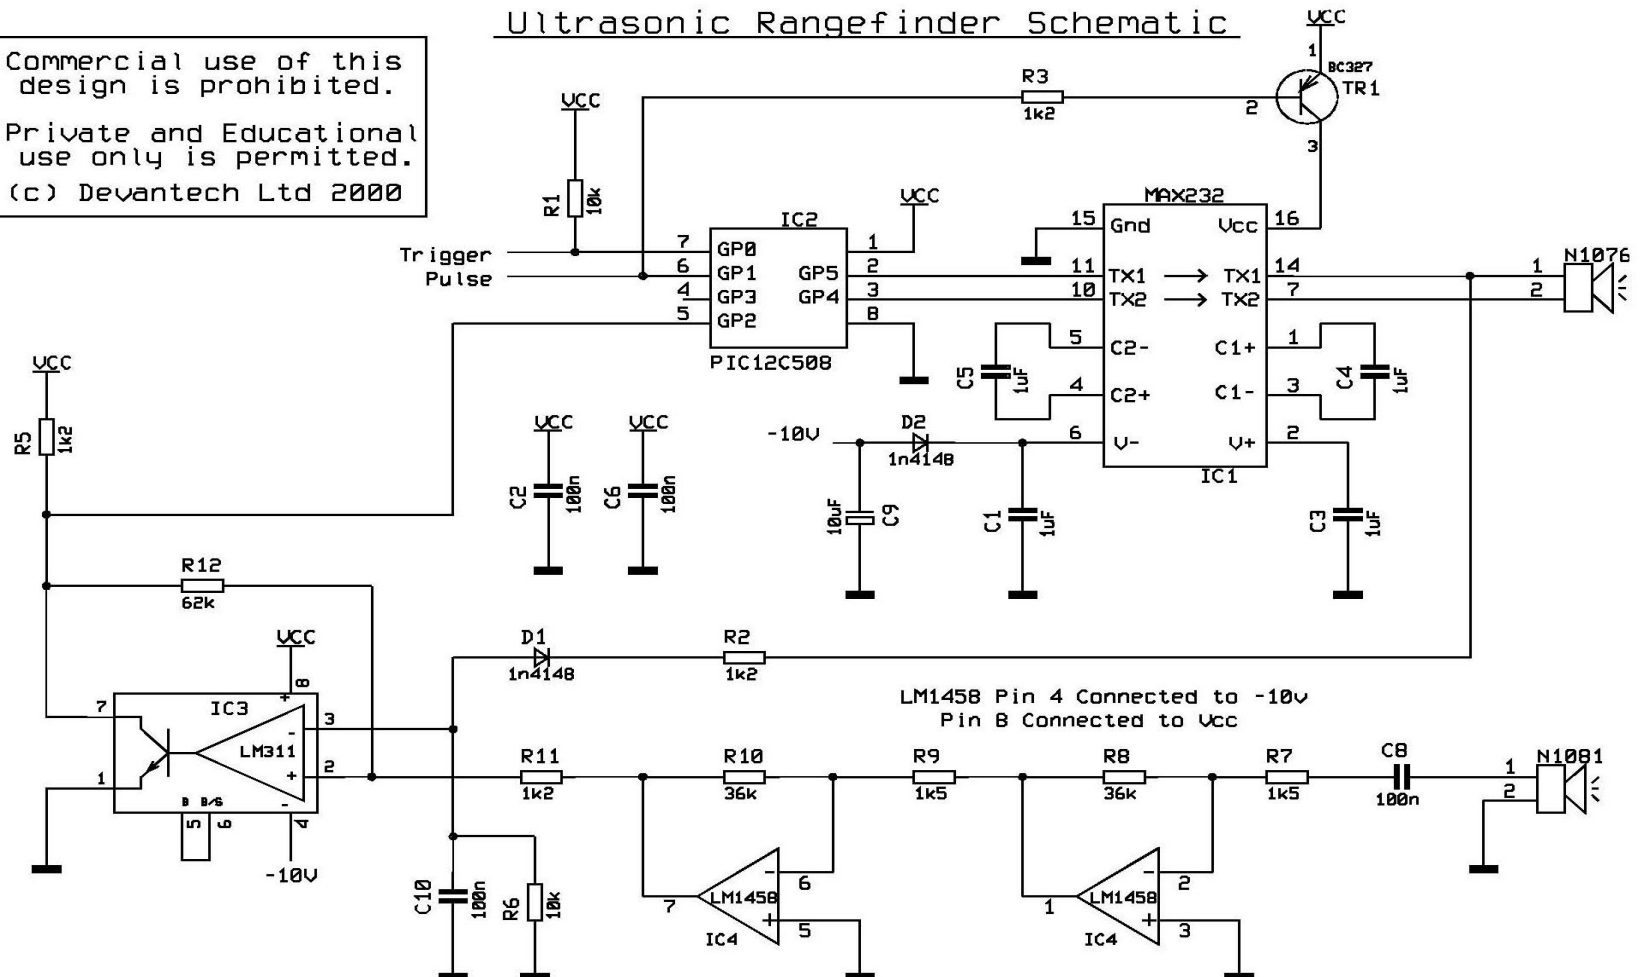 Ultrasonic Rangefinder Schematic
Commercial use of this
design is prohibited.
Private and Educational
use only is permitted.
(c) Devantech Ltd 2000
VCC
1
BC327
TR1
2
3
R3
1k2
VCC
R1
10k
Trigger
Pulse
IC2
7 GP0
6 GP1
4 GP3
5 GP2
GP5
GP4
1
2
3
8
VCC
PIC12C508
MAX232
15 Gnd Vcc 16
11 TX1 TX1 14
10 TX2 TX2 7
5 C2- C1+ 1
4 C2+ C1- 3
6 V- V+ 2
IC1
C5
1uF
C4
1uF
N1076
1
2
VCC
R5
1k2
VCC
C2
100n
VCC
C6
100n
-10V
D2
1n4148
10uF
C9
C1
1uF
C3
1uF
R12
62k
D1
1n4148
R2
1k2
VCC
8
+
IC3
LM311
7
1
3
-
2
+
B B/S
5
6
-
4
-10V
LM1458 Pin 4 Connected to -10v
Pin 8 Connected to Vcc
R11
1k2
R10
36k
R9
1k5
R8
36k
R7
1k5
C8
100n
N1081
1
2
C10
100n
R6
10k
LM1458
IC4
-
6
7
+
5
LM1458
IC4
-
2
1
+
3